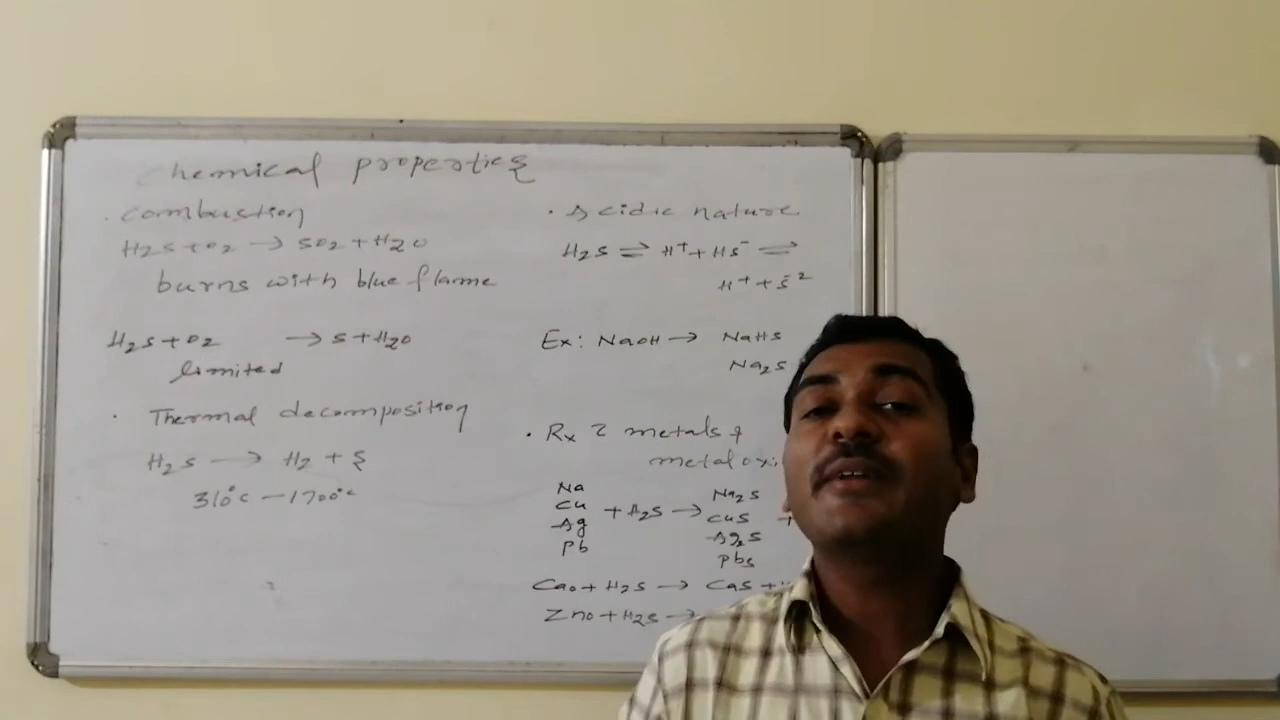 Chemical properties
. combustion
H2S + O2 → SO2 + H2O
burns with blue flame
H2S + O2 → S + H2O
limited
· Thermal decomposition
H2S → H2 + S
310°c – 1700°c
· Acidic nature
H2S ⇌ H+ + HS- ⇌
H+ + S-2
Ex: NaOH → NaHS
Na2S
· Rx metals &
metal oxi
Na
Cu
Ag
Pb
+ H2S →
Na2S
CuS
Ag2S
PbS
+
CaO + H2S → CaS + H
ZnO + H2S →